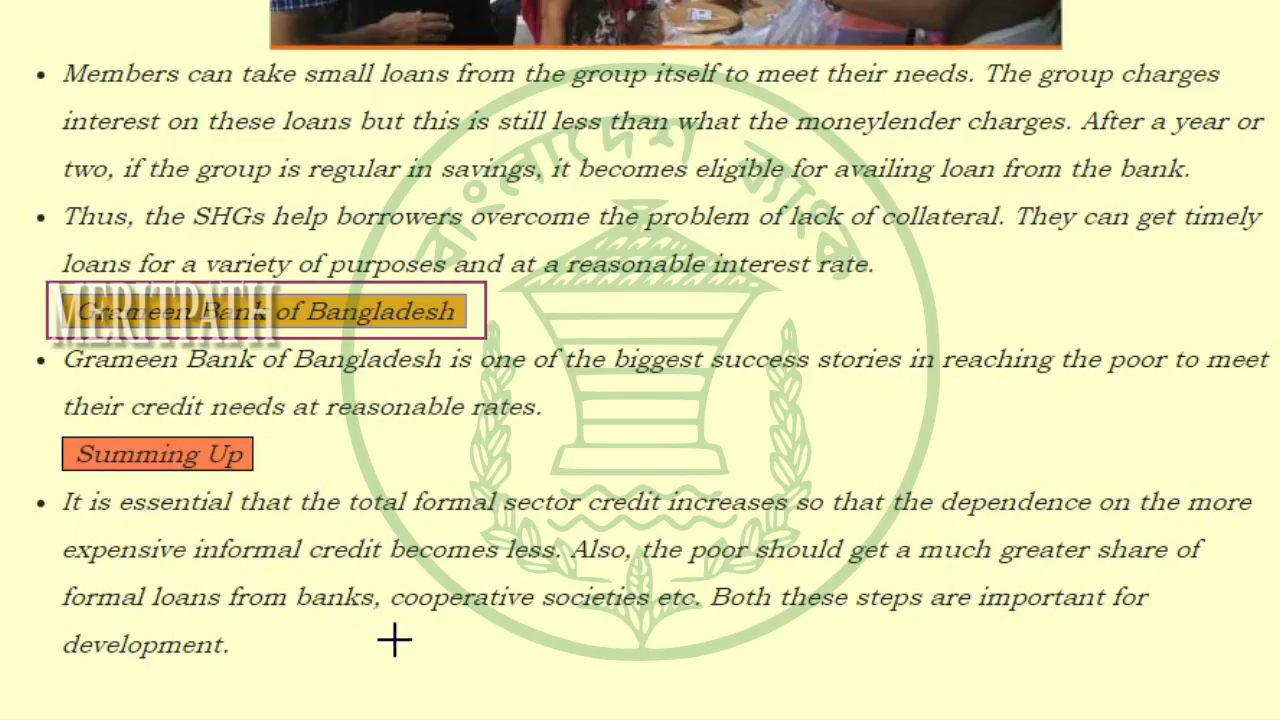 Members can take small loans from the group itself to meet their needs. The group charges
interest on these loans but this is still less than what the moneylender charges. After a year or
two, if the group is regular in savings, it becomes eligible for availing loan from the bank.
Thus, the SHGs help borrowers overcome the problem of lack of collateral. They can get timely
loans for a variety of purposes and at a reasonable interest rate.
Grameen Bank of Bangladesh
MERITPATH
Grameen Bank of Bangladesh is one of the biggest success stories in reaching the poor to meet
their credit needs at reasonable rates.
Summing Up
It is essential that the total formal sector credit increases so that the dependence on the more
expensive informal credit becomes less. Also, the poor should get a much greater share of
formal loans from banks, cooperative societies etc. Both these steps are important for
development.
বাংলাদেশ ব্যাংক